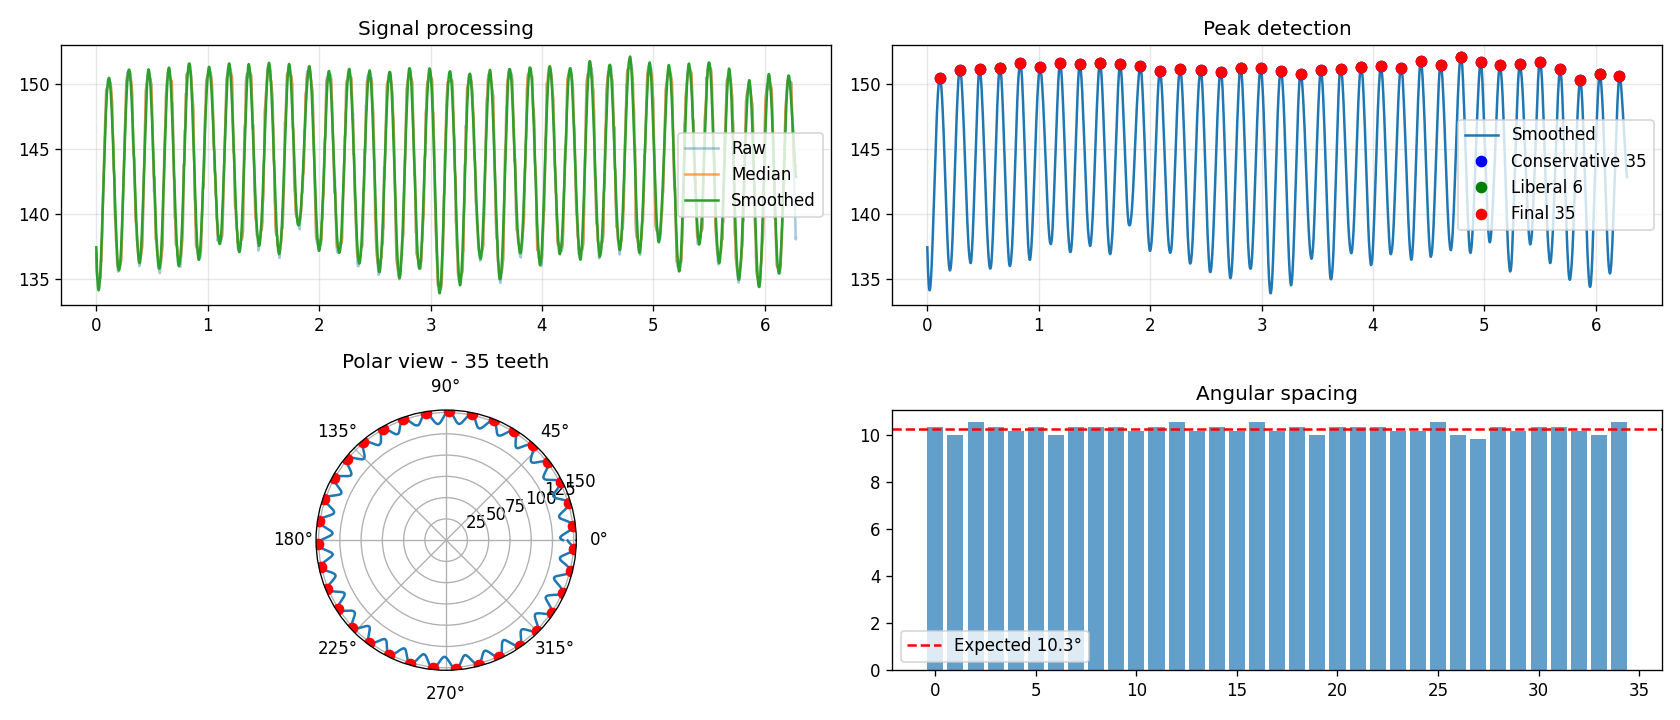 Signal processing
150
145
140
135
0 1 2 3 4 5 6
Raw
Median
Smoothed
Peak detection
150
145
140
135
0 1 2 3 4 5 6
Smoothed
Conservative 35
Liberal 6
Final 35
Polar view - 35 teeth
90°
135° 45°
180° 0°
225° 315°
270°
25 50 75 100 125 150
Angular spacing
10
8
6
4
2
0
0 5 10 15 20 25 30 35
Expected 10.3°